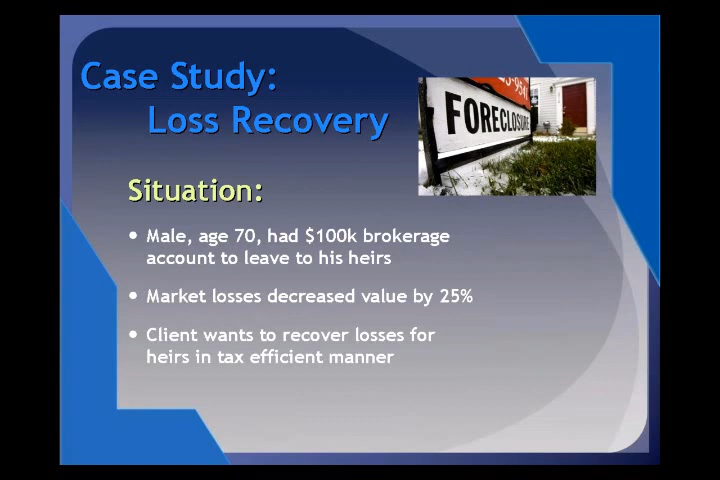 Case Study:
Loss Recovery
FORECLOSURE
Situation:
• Male, age 70, had $100k brokerage
account to leave to his heirs
• Market losses decreased value by 25%
• Client wants to recover losses for
heirs in tax efficient manner